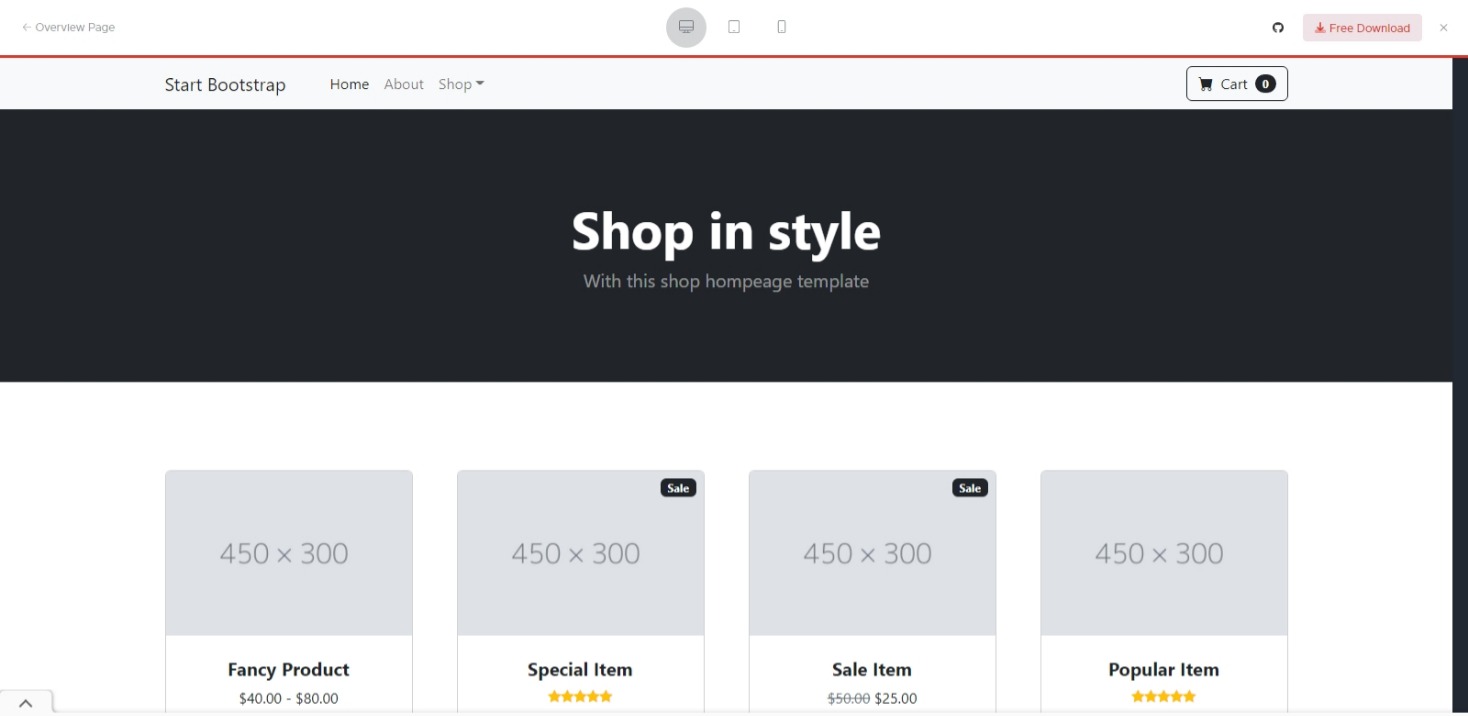 ← Overview Page
Free Download
Start Bootstrap Home About Shop Cart 0
Shop in style
With this shop hompeage template
Sale Sale
450 × 300 450 × 300 450 × 300 450 × 300
Fancy Product Special Item Sale Item Popular Item
$40.00 - $80.00 $50.00 $25.00